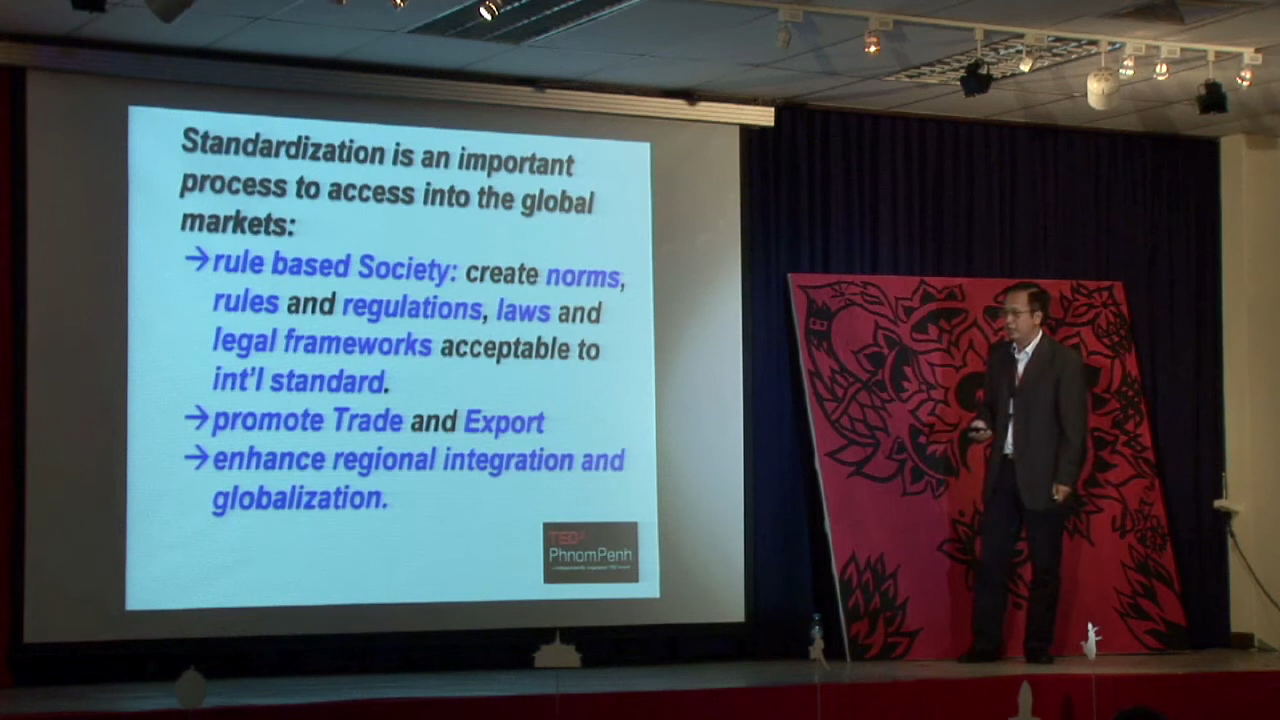 Standardization is an important
process to access into the global
markets:
→rule based Society: create norms,
rules and regulations, laws and
legal frameworks acceptable to
int'l standard.
→promote Trade and Export
→enhance regional integration and
globalization.
TEDx
PhnomPenh